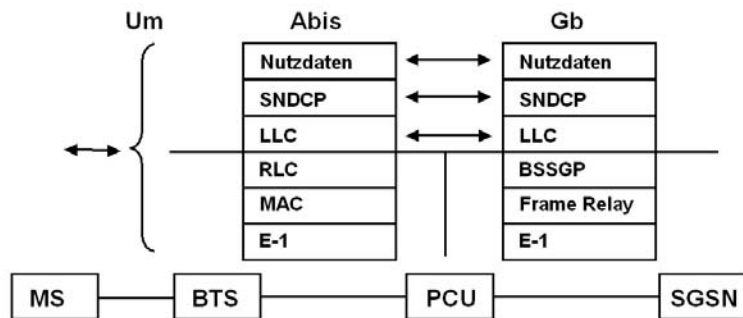 Um Abis Gb
Nutzdaten Nutzdaten
SNDCP SNDCP
LLC LLC
RLC BSSGP
MAC Frame Relay
E-1 E-1
MS BTS PCU SGSN